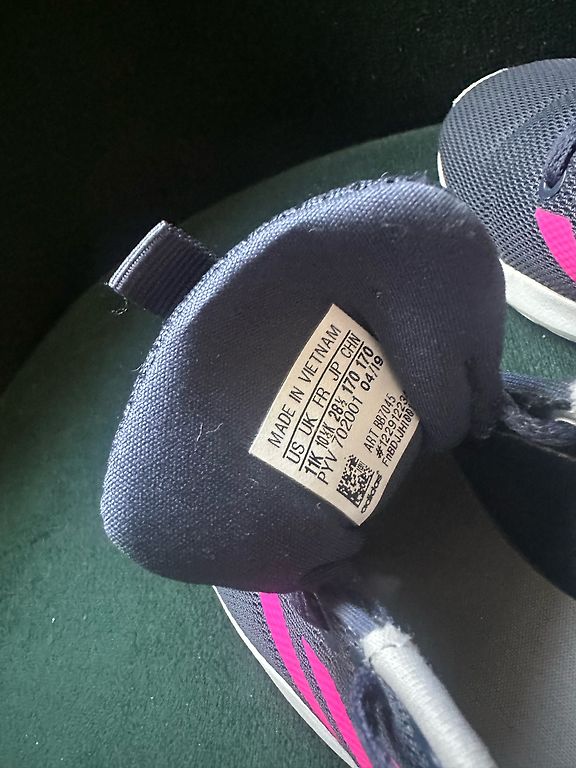 MADE IN VIETNAM
US UK FR JP CHN
11K 10½K 28½ 170 170
PYV 702001 04/19
ART BB7045
adidas